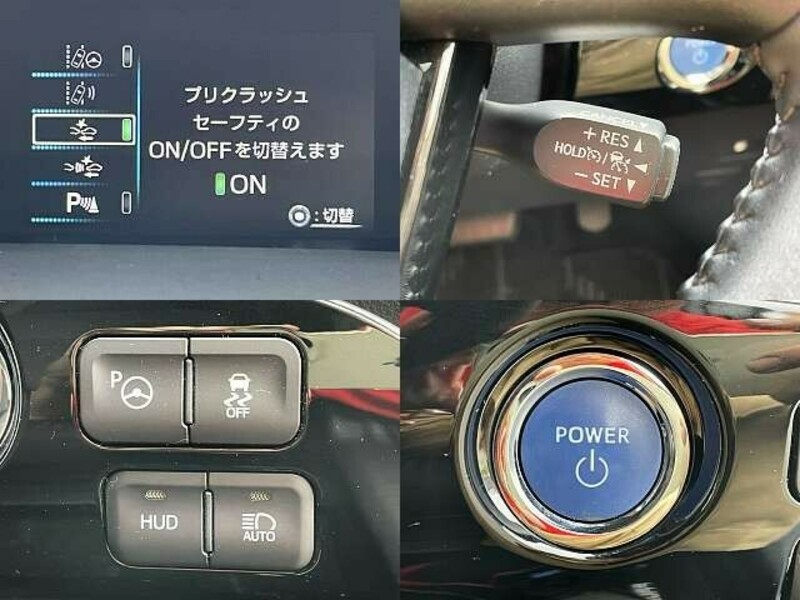 プリクラッシュ
セーフティの
ON/OFFを切替えます
ON
:切替
P
CANCEL
+ RES
HOLD /
− SET
P
OFF
HUD
AUTO
POWER